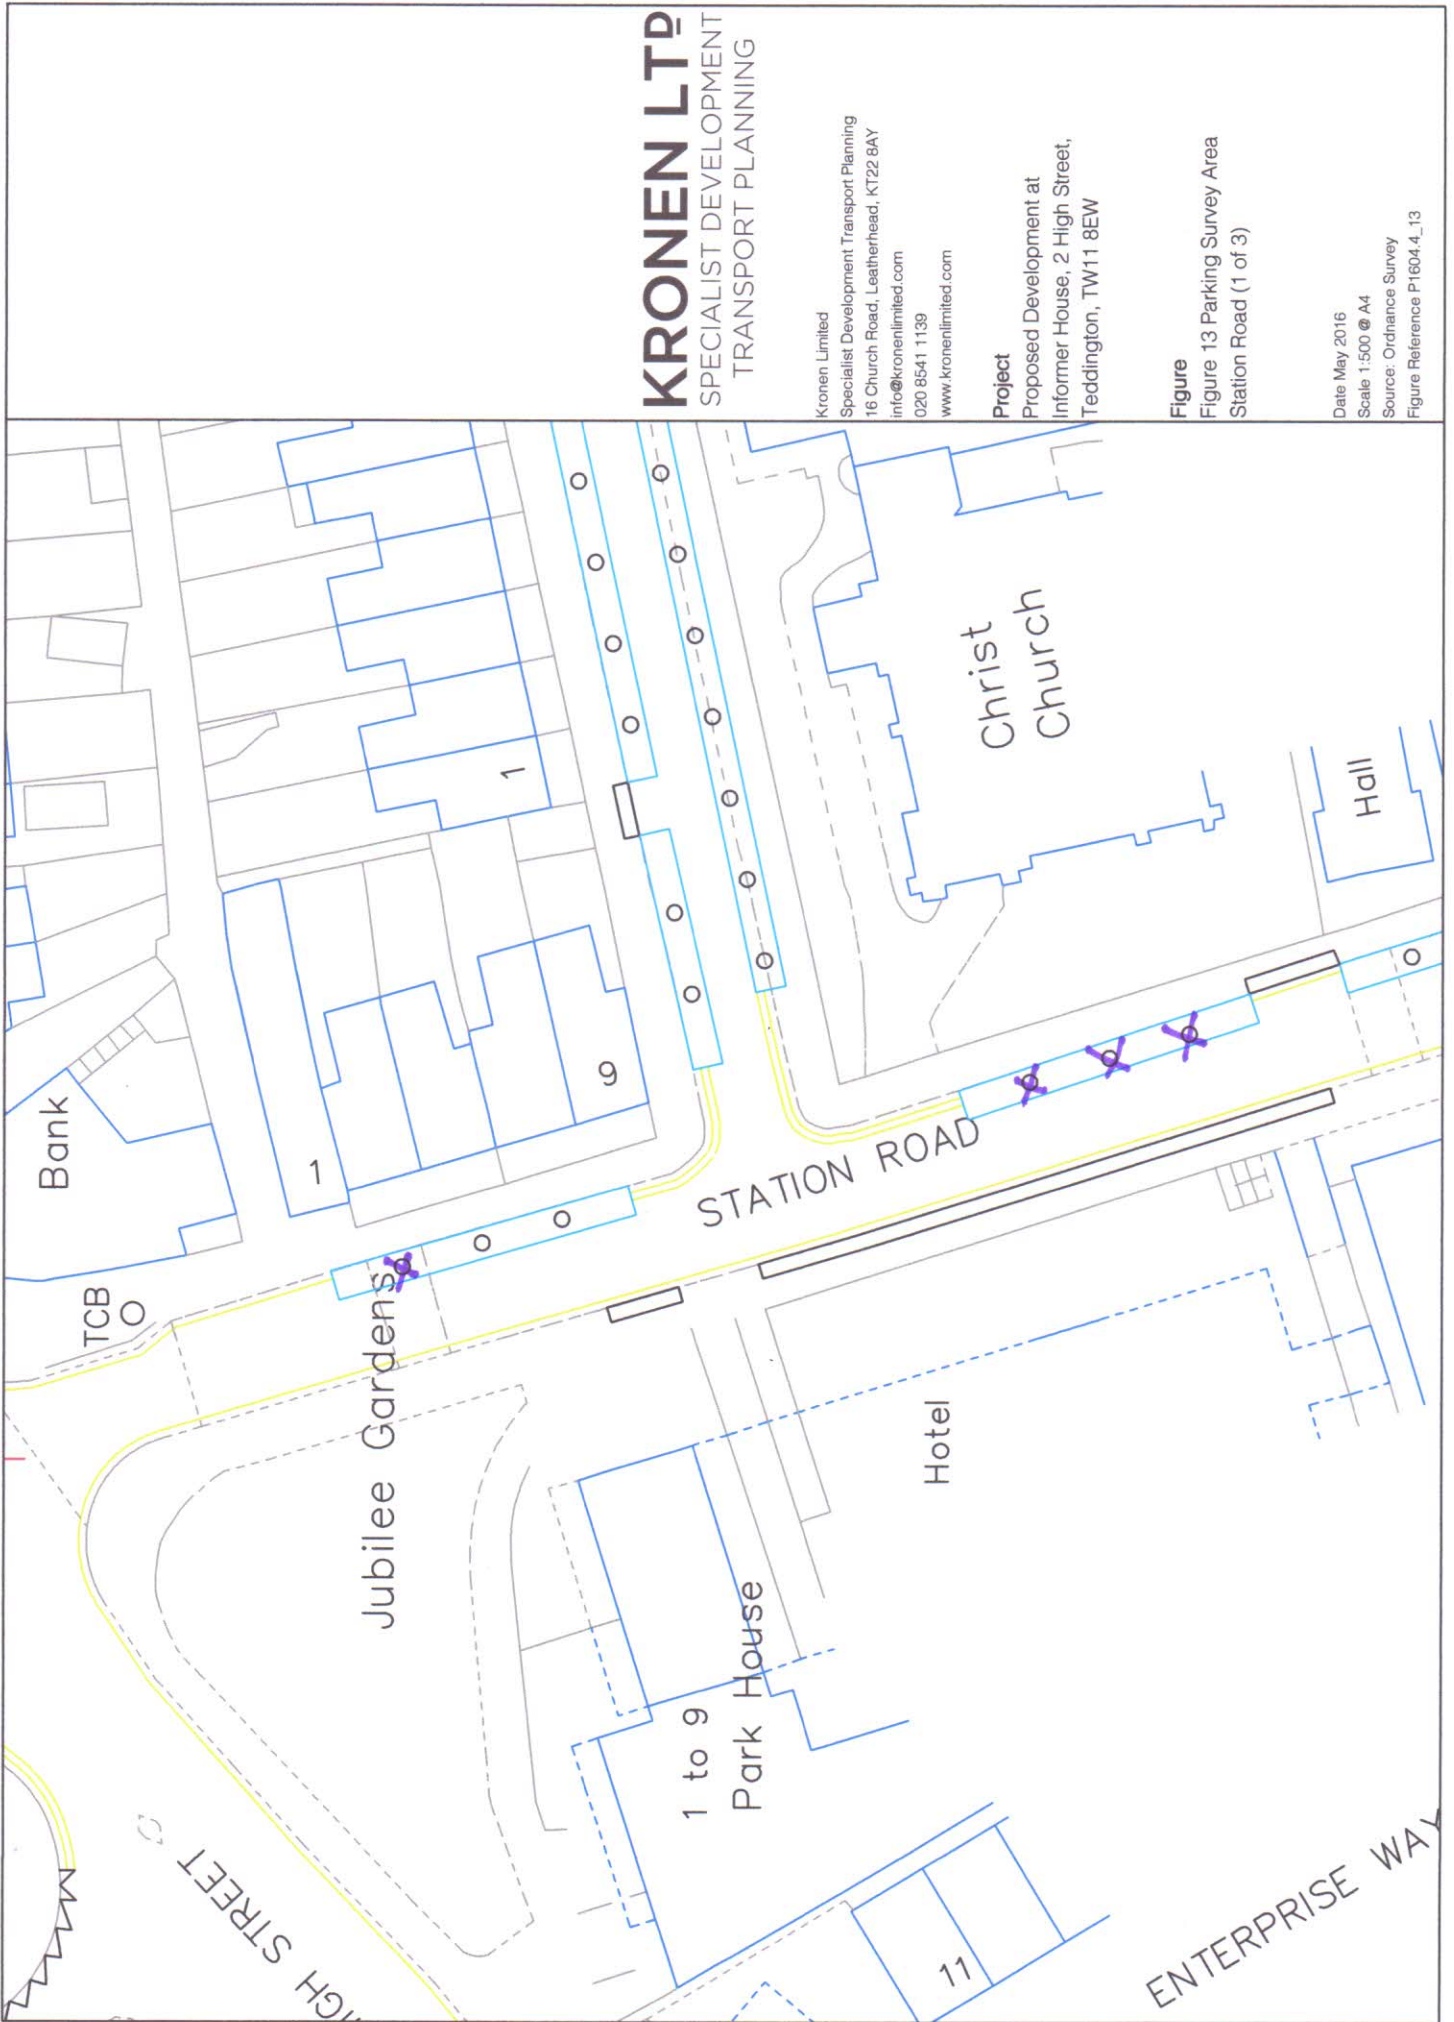 KRONEN LTD
SPECIALIST DEVELOPMENT
TRANSPORT PLANNING
Kronen Limited
Specialist Development Transport Planning
16 Church Road, Leatherhead, KT22 8AY
info@kronenlimited.com
020 8541 1139
www.kronenlimited.com
Project
Proposed Development at
Informer House, 2 High Street,
Teddington, TW11 8EW
Figure
Figure 13 Parking Survey Area
Station Road (1 of 3)
Date May 2016
Scale 1:500 @ A4
Source: Ordnance Survey
Figure Reference P1604.4_13
Bank
TCB
1
9
1
Jubilee Gardens
STATION ROAD
Christ
Church
Hall
Hotel
1 to 9
Park House
11
HIGH STREET
ENTERPRISE WAY